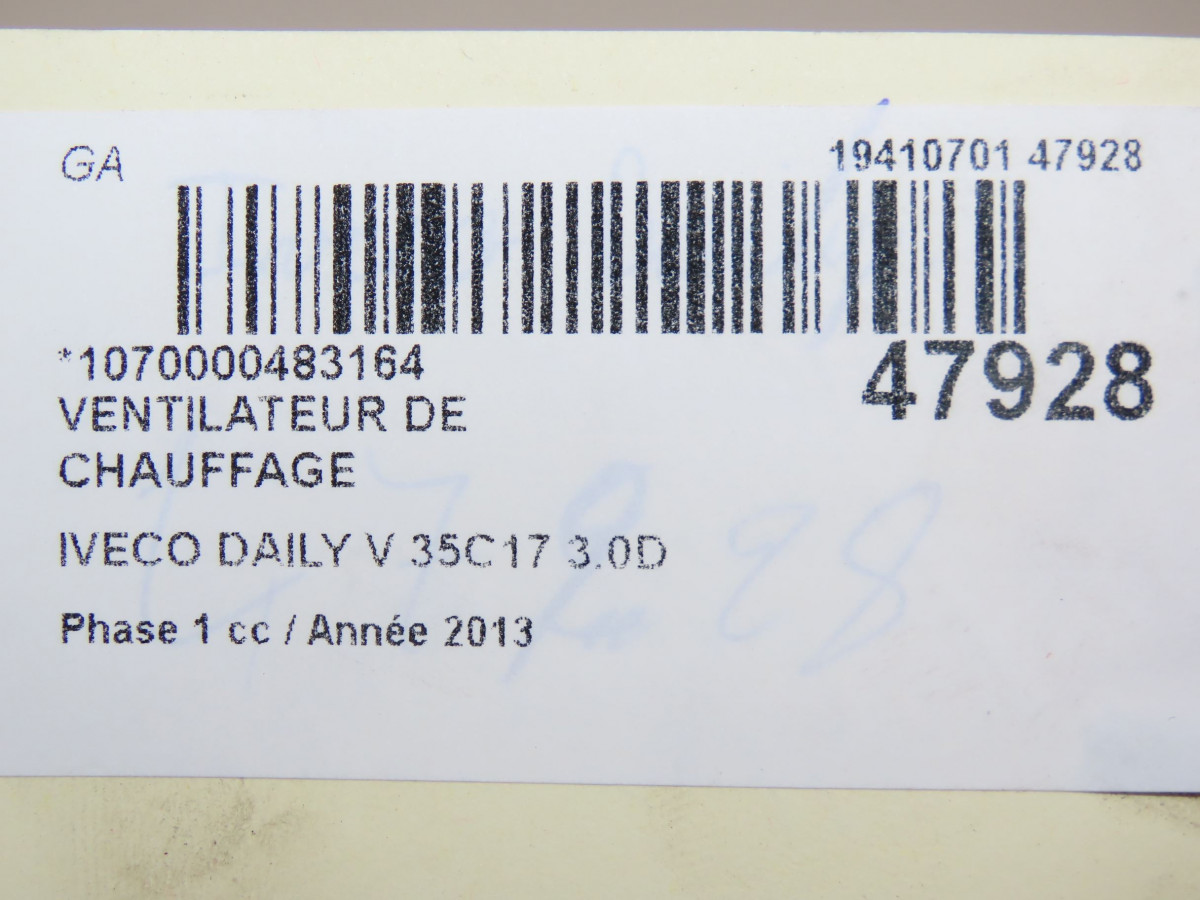 GA
19410701 47928
*1070000483164
47928
VENTILATEUR DE
CHAUFFAGE
IVECO DAILY V 35C17 3.0D
Phase 1 cc / Année 2013